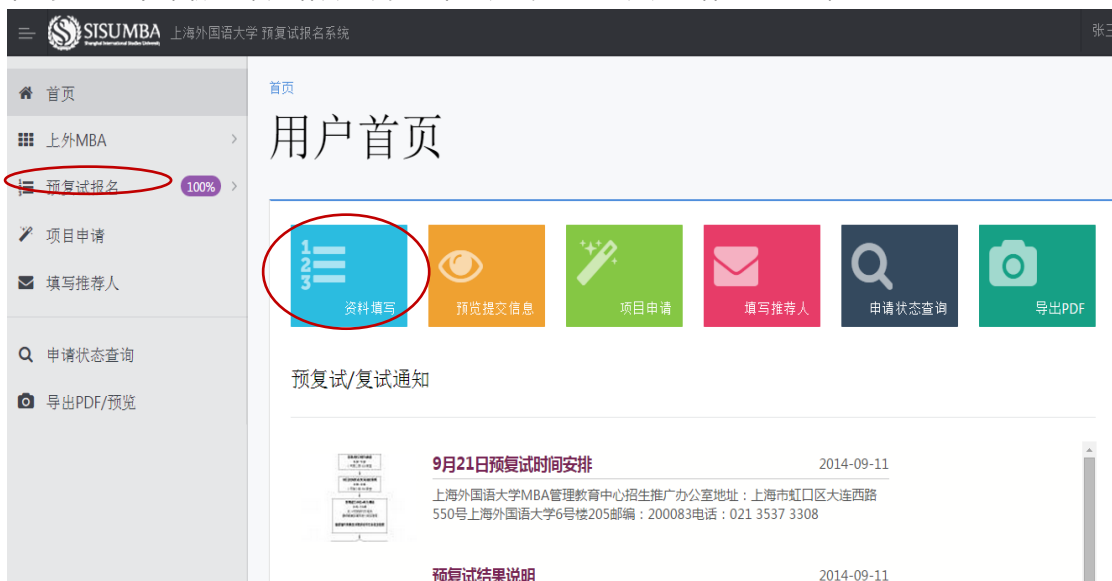 SISUMBA 上海外国语大学 预复试报名系统
张三
首页
上外MBA
预复试报名 100%
项目申请
填写推荐人
申请状态查询
导出PDF/预览
首页
用户首页
资料填写
预览提交信息
项目申请
填写推荐人
申请状态查询
导出PDF
预复试/复试通知
9月21日预复试时间安排 2014-09-11
上海外国语大学MBA管理教育中心招生推广办公室地址：上海市虹口区大连西路
550号上海外国语大学6号楼205邮编：200083电话：021 3537 3308
预复试结果说明 2014-09-11